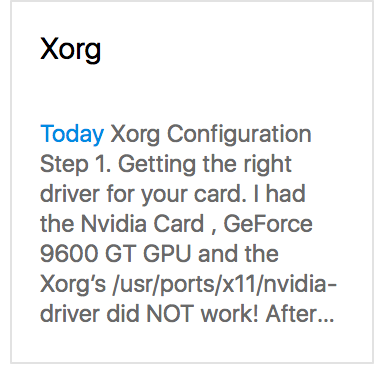 Xorg
Today Xorg Configuration
Step 1. Getting the right
driver for your card. I had
the Nvidia Card , GeForce
9600 GT GPU and the
Xorg’s /usr/ports/x11/nvidia-
driver did NOT work! After...